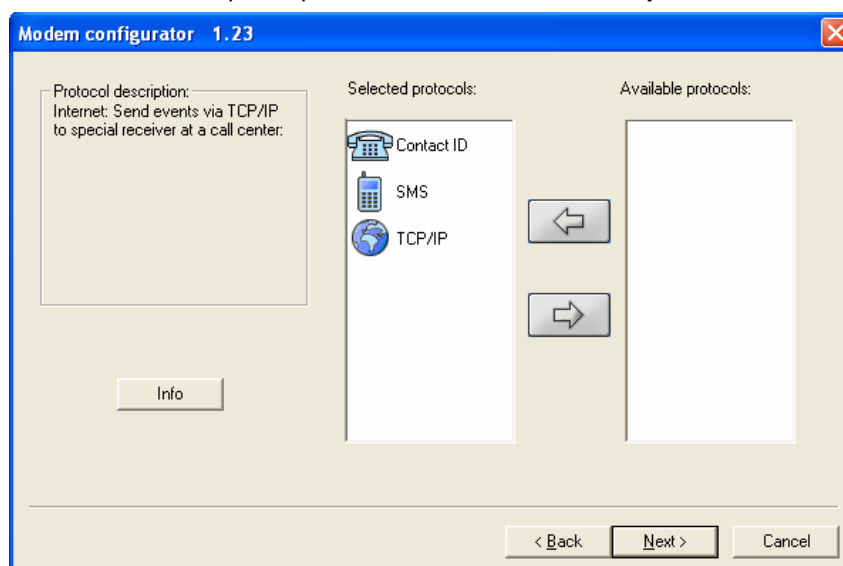 Modem configurator 1.23
Protocol description:
Internet: Send events via TCP/IP
to special receiver at a call center:
Info
Selected protocols:
Contact ID
SMS
TCP/IP
Available protocols:
< Back
Next >
Cancel